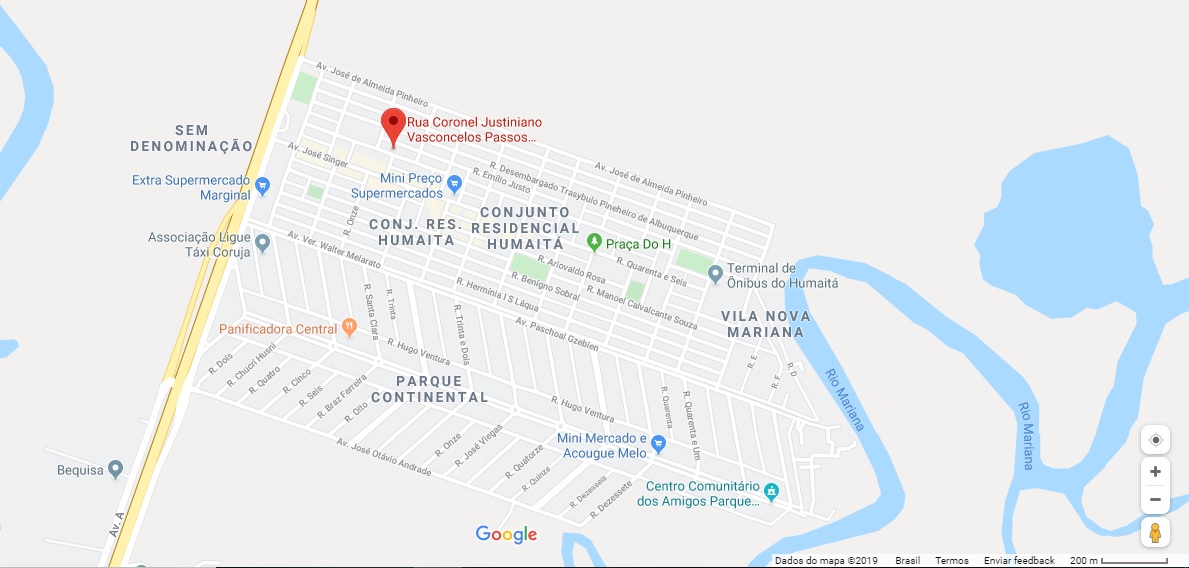 Av. José de Almeida Pinheiro
Rua Coronel Justiniano
Vasconcelos Passos...
SEM
DENOMINAÇÃO
Av. José Singer
Av. José de Almeida Pinheiro
R. Desembargado Trasybulo Pinheiro de Albuquerque
R. Emílio Justo
Extra Supermercado
Marginal
Mini Preço
Supermercados
R. Onze
CONJ. RES.
HUMAITA
CONJUNTO
RESIDENCIAL
HUMAITÁ
Praça Do H
Associação Ligue
Táxi Coruja
Av. Ver. Walter Melarato
R. Ariovaldo Rosa
R. Quarenta e Seis
Terminal de
Ônibus do Humaitá
R. Benigno Sobral
R. Hermínia I S Láqua
R. Manoel Calvalcante Souza
R. Santa Clara
R. Trinta
R. Trinta e Dois
Av. Paschoal Gzebien
VILA NOVA
MARIANA
Panificadora Central
R. Hugo Ventura
R. Dois
R. Chucri Husni
R. Quatro
R. Cinco
R. Seis
R. Braz Ferreira
R. Oito
PARQUE
CONTINENTAL
R. E
R. F
R. D
Rio Mariana
Rio Mariana
R. Hugo Ventura
R. Quarenta...
R. Quarenta e Um
Av. José Otávio Andrade
R. Onze
R. José Viegas
R. Quatorze
R. Quinze
R. Dezesseis
R. Dezessete
Mini Mercado e
Acougue Melo
Centro Comunitário
dos Amigos Parque...
Bequisa
Av. A
Google
Dados do mapa ©2019 Brasil Termos Enviar feedback 200 m